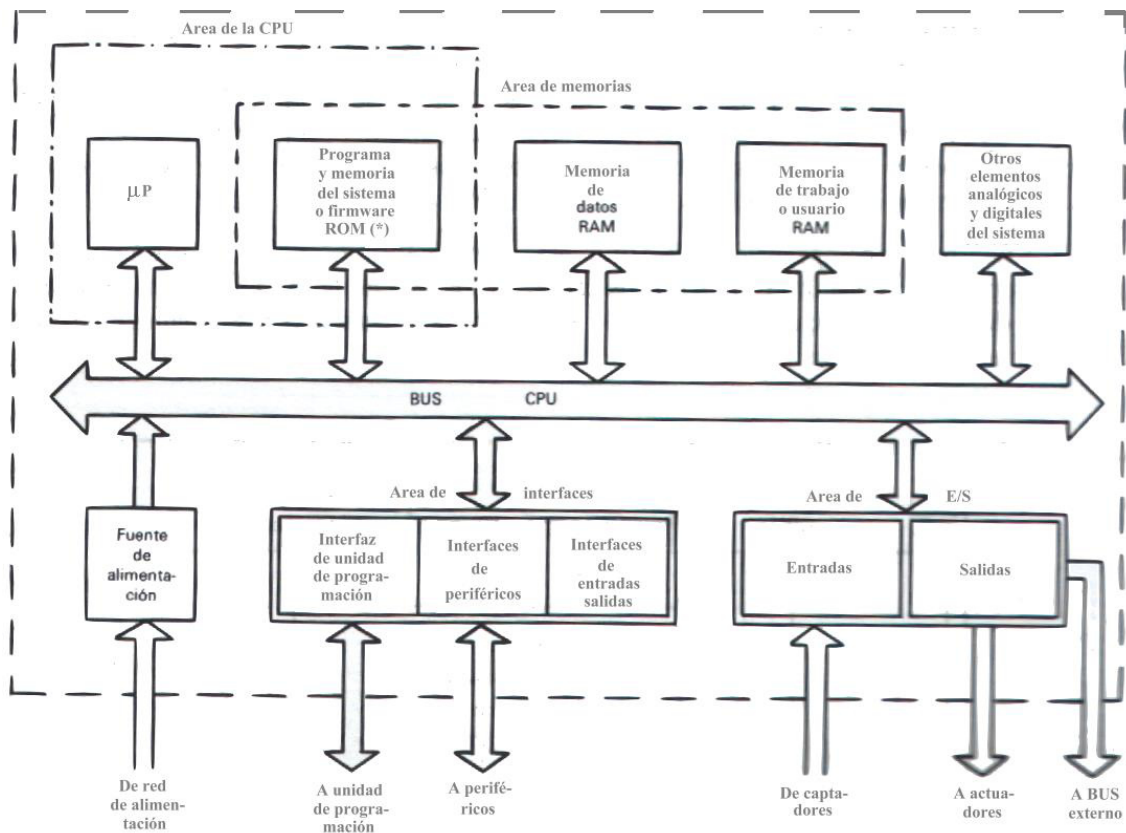 Area de la CPU
Area de memorias
μP
Programa
y memoria
del sistema
o firmware
ROM (*)
Memoria
de
datos
RAM
Memoria
de trabajo
o usuario
RAM
Otros
elementos
analógicos
y digitales
del sistema
BUS CPU
Area de interfaces
Area de E/S
Fuente
de
alimenta-
ción
Interfaz
de unidad
de progra-
mación
Interfaces
de
periféricos
Interfaces
de
entradas
salidas
Entradas
Salidas
De red
de alimen-
tación
A unidad
de progra-
mación
A perifé-
ricos
De capta-
dores
A actua-
dores
A BUS
externo